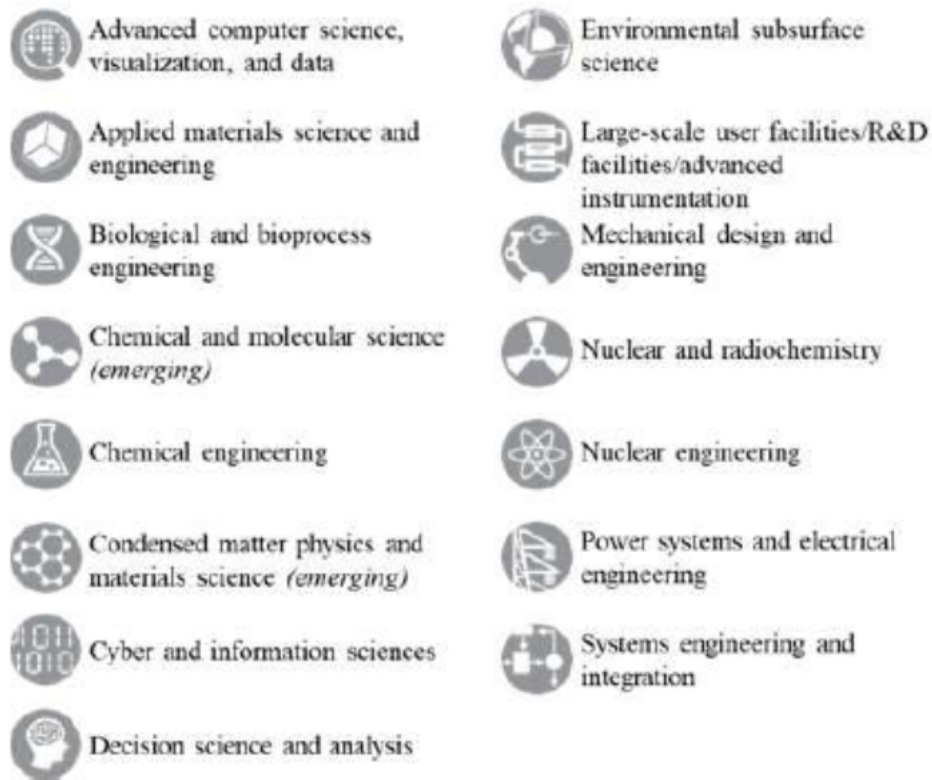 Advanced computer science,
visualization, and data
Applied materials science and
engineering
Biological and bioprocess
engineering
Chemical and molecular science
(emerging)
Chemical engineering
Condensed matter physics and
materials science (emerging)
1011
1010
Cyber and information sciences
Decision science and analysis
Environmental subsurface
science
Large-scale user facilities/R&D
facilities/advanced
instrumentation
Mechanical design and
engineering
Nuclear and radiochemistry
Nuclear engineering
Power systems and electrical
engineering
Systems engineering and
integration